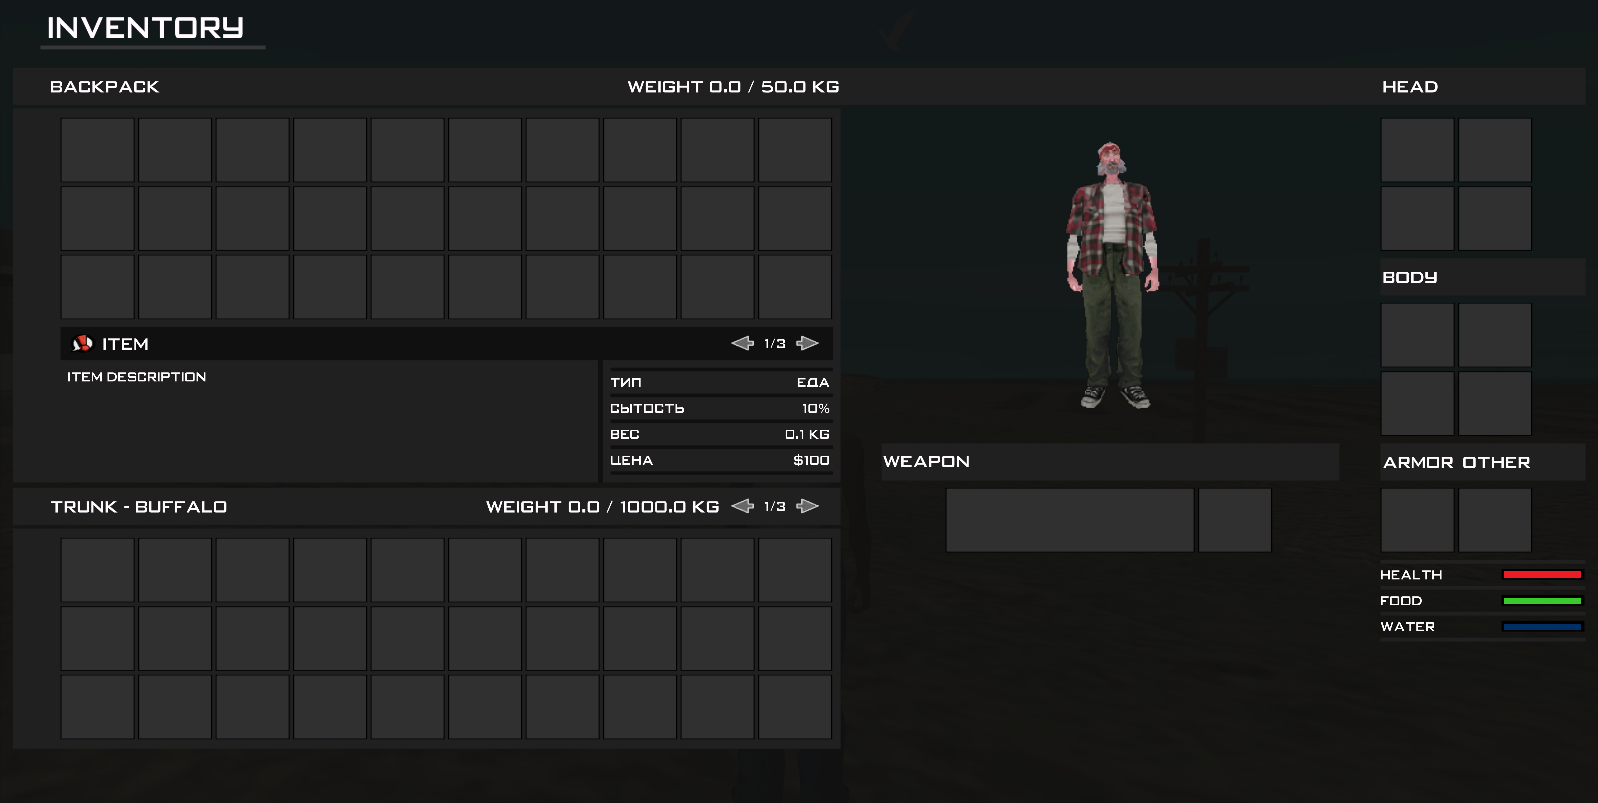 INVENTORY
BACKPACK WEIGHT 0.0 / 50.0 KG HEAD
BODY
ITEM 1/3
ITEM DESCRIPTION
ТИП ЕДА
СЫТОСТЬ 10%
ВЕС 0.1 KG
ЦЕНА $100
WEAPON ARMOR OTHER
TRUNK - BUFFALO WEIGHT 0.0 / 1000.0 KG 1/3
HEALTH
FOOD
WATER